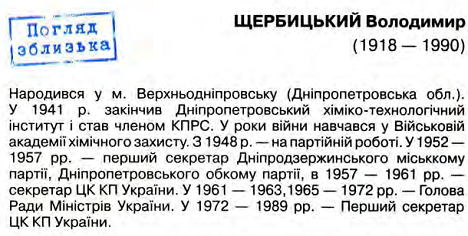 Погляд
зблизька
ЩЕРБИЦЬКИЙ Володимир
(1918 — 1990)
Народився у м. Верхньодніпровську (Дніпропетровська обл.).
У 1941 р. закінчив Дніпропетровський хіміко-технологічний
інститут і став членом КПРС. У роки війни навчався у Військовій
академії хімічного захисту. З 1948 р. — на партійній роботі. У 1952 —
1957 рр. — перший секретар Дніродзержинського міськкому
партії, Дніпропетровського обкому партії, в 1957 — 1961 рр. —
секретар ЦК КП України. У 1961 — 1963,1965 — 1972 рр. — Голова
Ради Міністрів України. У 1972 — 1989 рр. — Перший секретар
ЦК КП України.